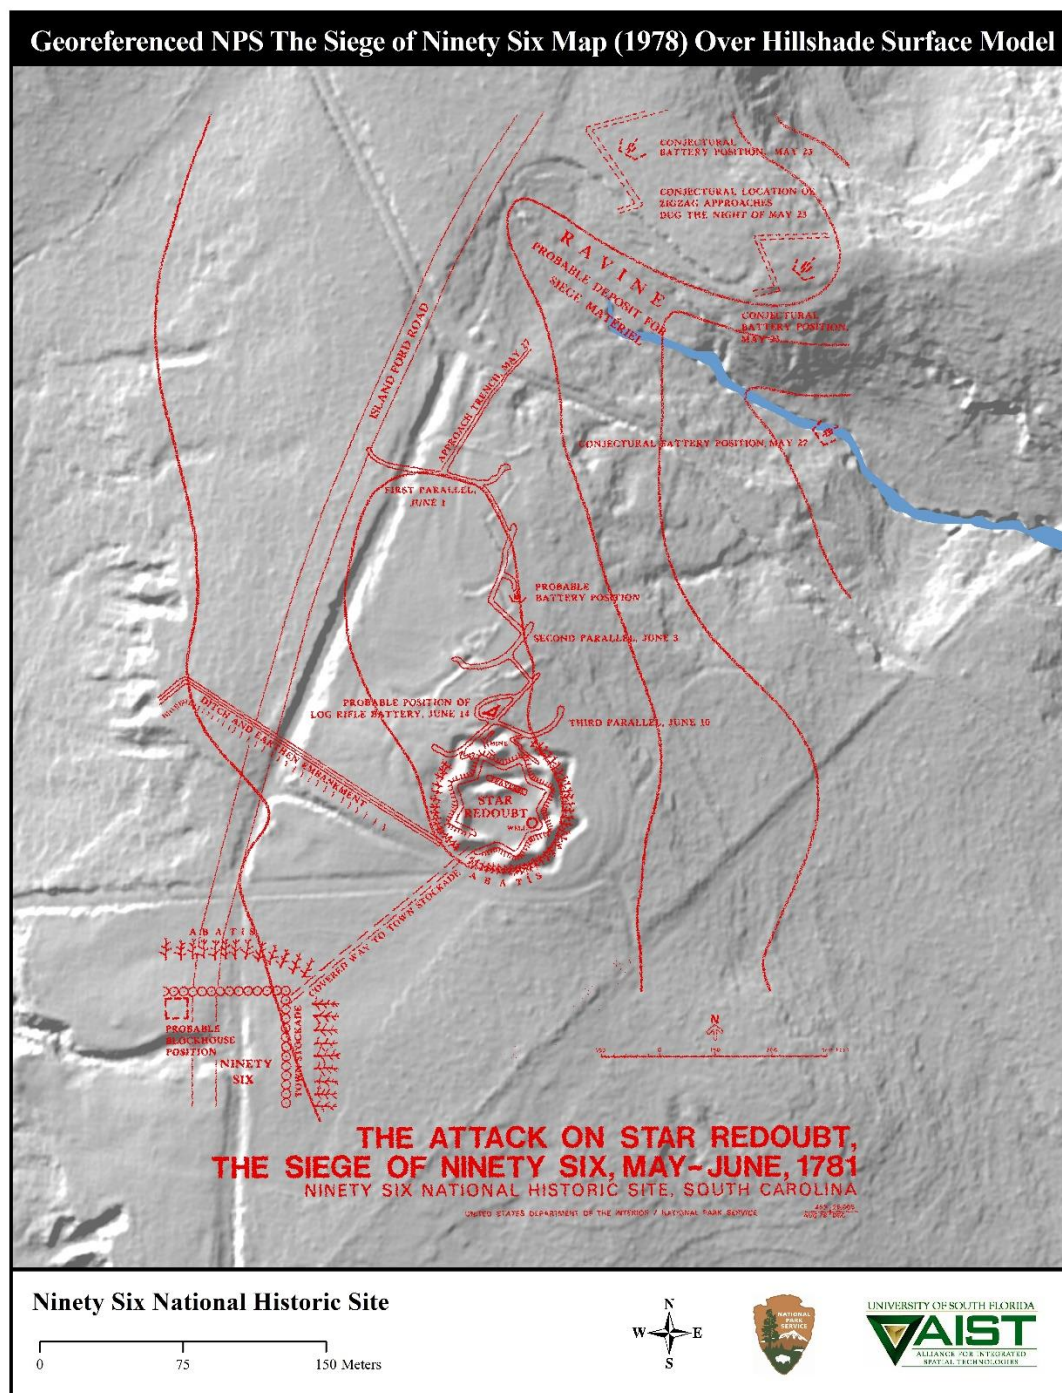 Georeferenced NPS The Siege of Ninety Six Map (1978) Over Hillshade Surface Model
CONJECTURAL
BATTERY POSITION, MAY 23
CONJECTURAL LOCATION OF
ZIGZAG APPROACHES
DUG THE NIGHT OF MAY 23
RAVINE
PROBABLE DEPOSIT FOR
SIEGE MATÉRIEL
CONJECTURAL
BATTERY POSITION,
MAY 23
ISLAND FORD ROAD
APPROACH TRENCH, MAY 27
CONJECTURAL BATTERY POSITION, MAY 27
FIRST PARALLEL,
JUNE 1
PROBABLE
BATTERY POSITION
SECOND PARALLEL, JUNE 3
PROBABLE POSITION OF
LOG RIFLE BATTERY, JUNE 14
THIRD PARALLEL, JUNE 10
DITCH AND EARTHEN EMBANKMENT
MINE
STAR
REDOUBT
WELL
ABATIS
COVERED WAY TO TOWN STOCKADE
ABATIS
PROBABLE
BLOCKHOUSE
POSITION
NINETY
SIX
TOWN STOCKADE
N
150 0 150
THE ATTACK ON STAR REDOUBT,
THE SIEGE OF NINETY SIX, MAY–JUNE, 1781
NINETY SIX NATIONAL HISTORIC SITE, SOUTH CAROLINA
UNITED STATES DEPARTMENT OF THE INTERIOR / NATIONAL PARK SERVICE
Ninety Six National Historic Site
0 75 150 Meters
N
W E
S
NATIONAL
PARK
SERVICE
UNIVERSITY OF SOUTH FLORIDA
AIST
ALLIANCE FOR INTEGRATED
SPATIAL TECHNOLOGIES